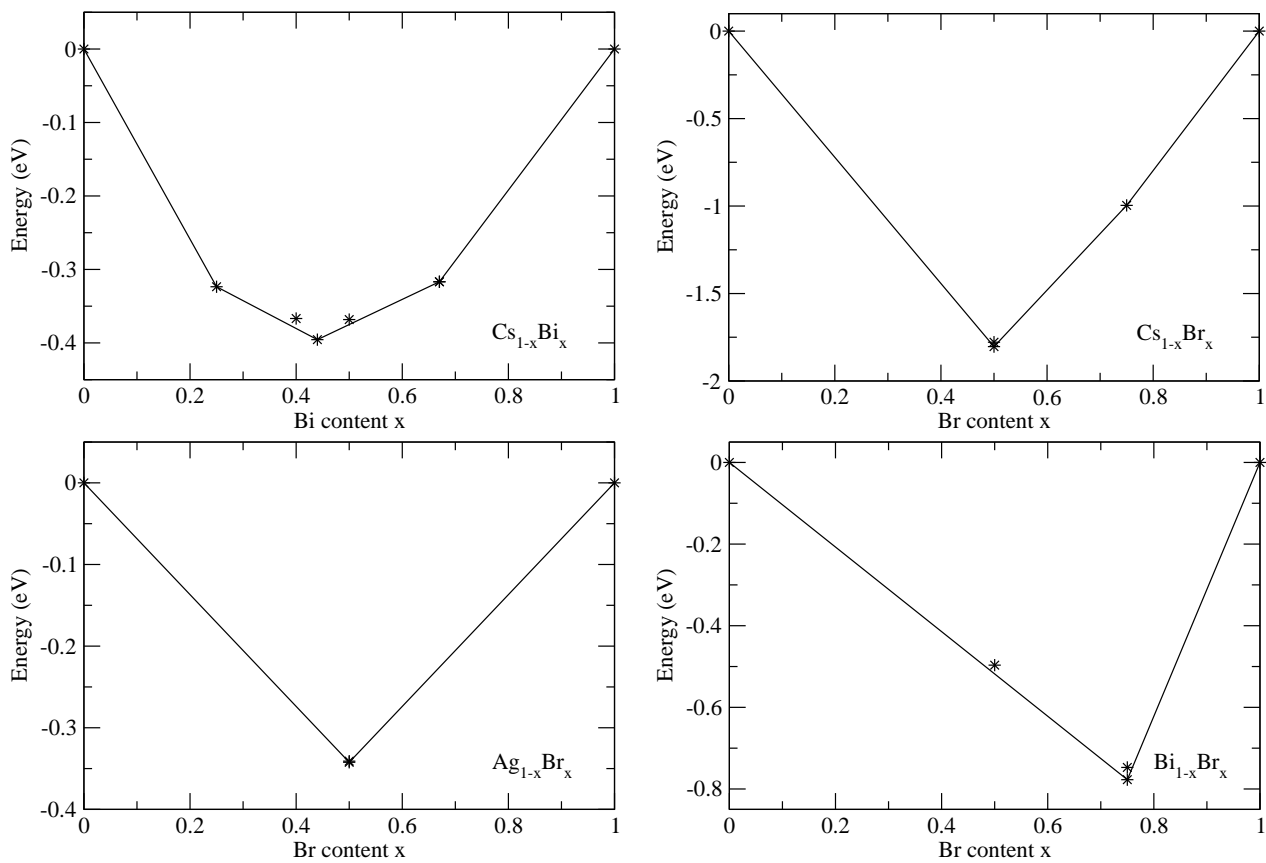 0
-0.1
-0.2
-0.3
-0.4
Energy (eV)
0 0.2 0.4 0.6 0.8 1
Bi content x
Cs1-xBix
0
-0.5
-1
-1.5
-2
Energy (eV)
0 0.2 0.4 0.6 0.8 1
Br content x
Cs1-xBrx
0
-0.1
-0.2
-0.3
-0.4
Energy (eV)
0 0.2 0.4 0.6 0.8 1
Br content x
Ag1-xBrx
0
-0.2
-0.4
-0.6
-0.8
Energy (eV)
0 0.2 0.4 0.6 0.8 1
Br content x
Bi1-xBrx